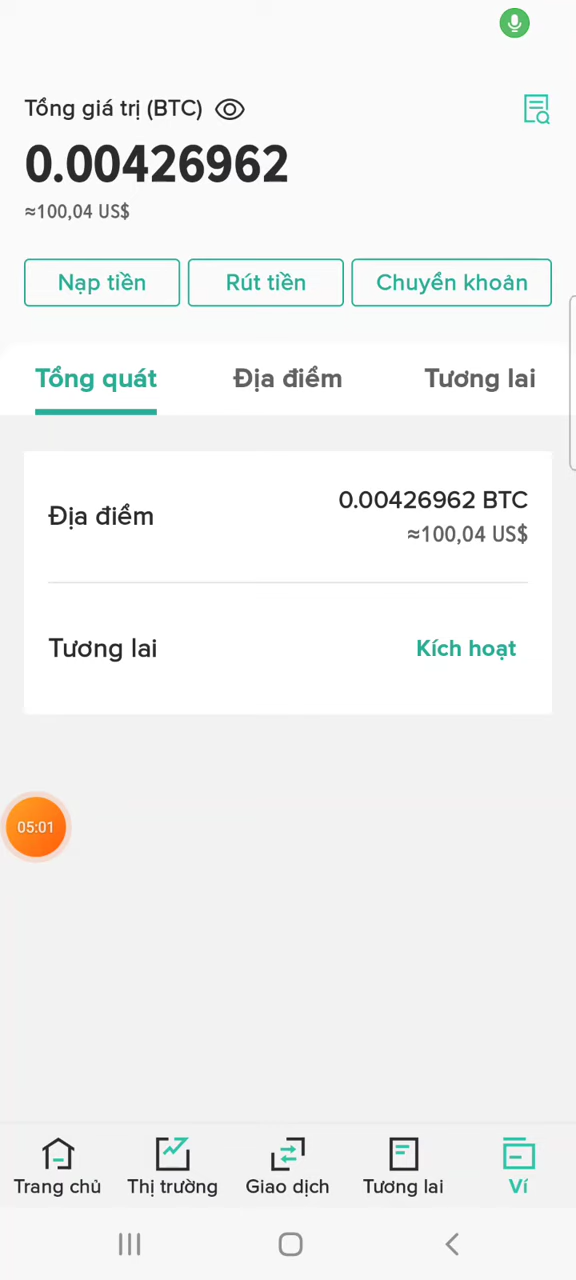 Tổng giá trị (BTC)
0.00426962
≈100,04 US$
Nạp tiền Rút tiền Chuyển khoản
Tổng quát Địa điểm Tương lai
Địa điểm 0.00426962 BTC
≈100,04 US$
Tương lai Kích hoạt
05:01
Trang chủ Thị trường Giao dịch Tương lai Ví